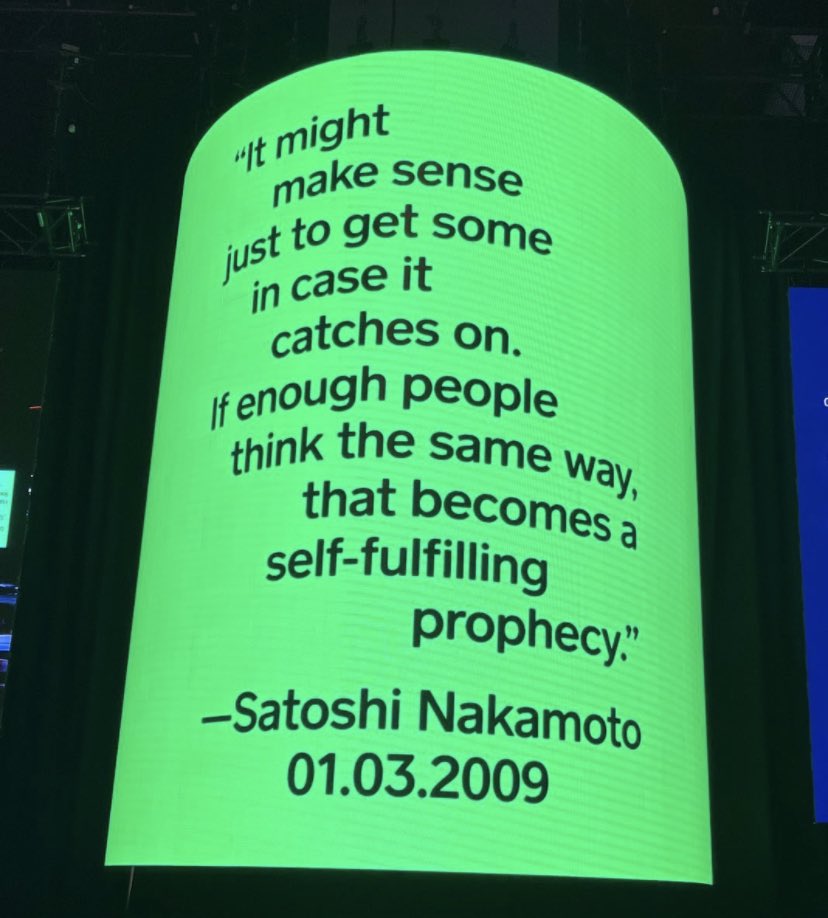 “It might
make sense
just to get some
in case it
catches on.
If enough people
think the same way,
that becomes a
self-fulfilling
prophecy.”
—Satoshi Nakamoto
01.03.2009